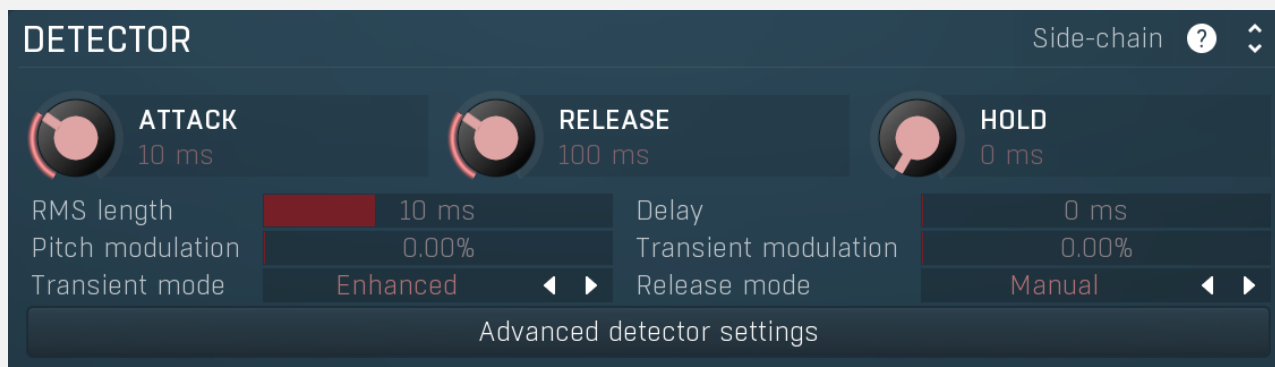 DETECTOR Side-chain ?
ATTACK RELEASE HOLD
10 ms 100 ms 0 ms
RMS length 10 ms Delay 0 ms
Pitch modulation 0.00% Transient modulation 0.00%
Transient mode Enhanced Release mode Manual
Advanced detector settings